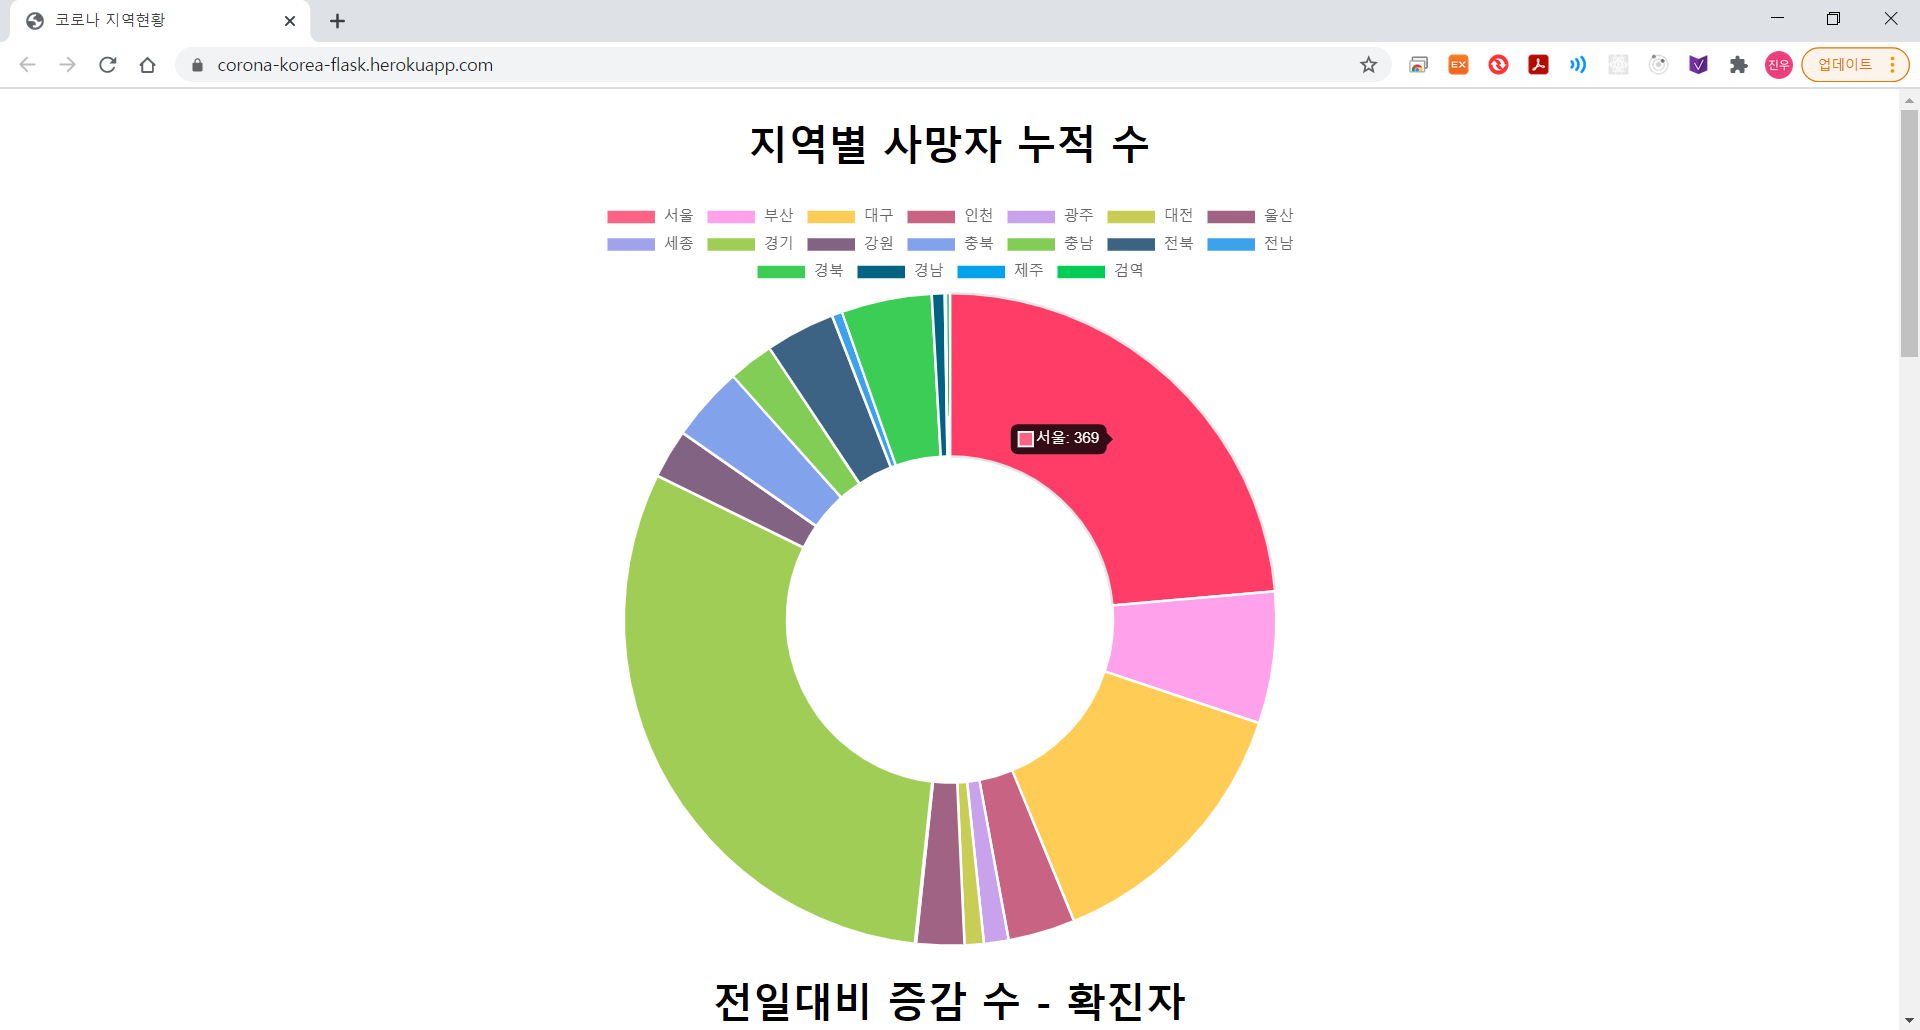 코로나 지역현황
corona-korea-flask.herokuapp.com
EX
진우
업데이트
지역별 사망자 누적 수
서울 부산 대구 인천 광주 대전 울산
세종 경기 강원 충북 충남 전북 전남
경북 경남 제주 검역
서울: 369
전일대비 증감 수 - 확진자